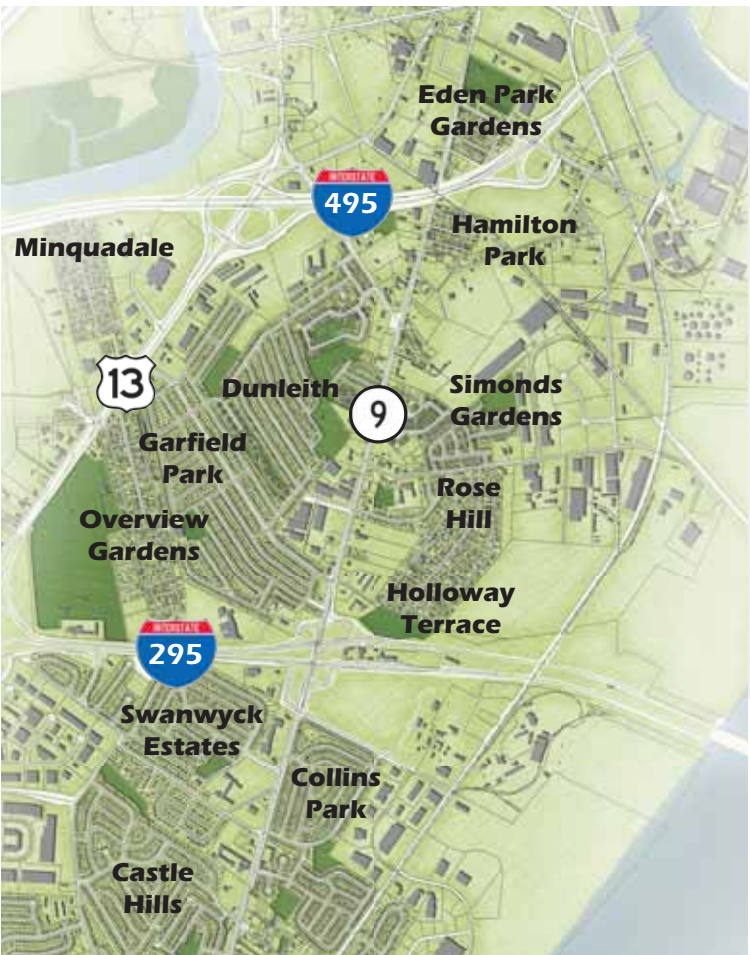 Eden Park
Gardens
INTERSTATE
495
Hamilton
Park
Minquadale
13
Dunleith
9
Simonds
Gardens
Garfield
Park
Rose
Hill
Overview
Gardens
Holloway
Terrace
INTERSTATE
295
Swanwyck
Estates
Collins
Park
Castle
Hills